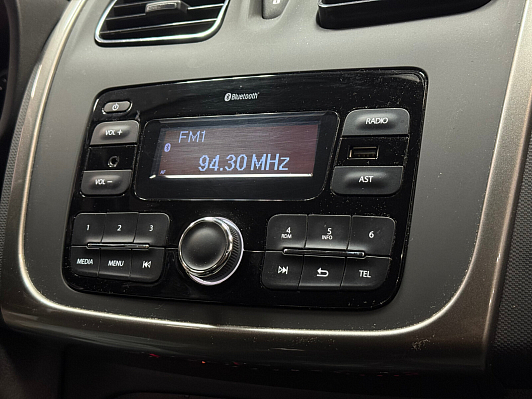 Bluetooth
VOL +
RADIO
FM1
94.30 MHz
AF
VOL −
AST
1 2 3
4 RDM 5 INFO 6
MEDIA MENU
TEL